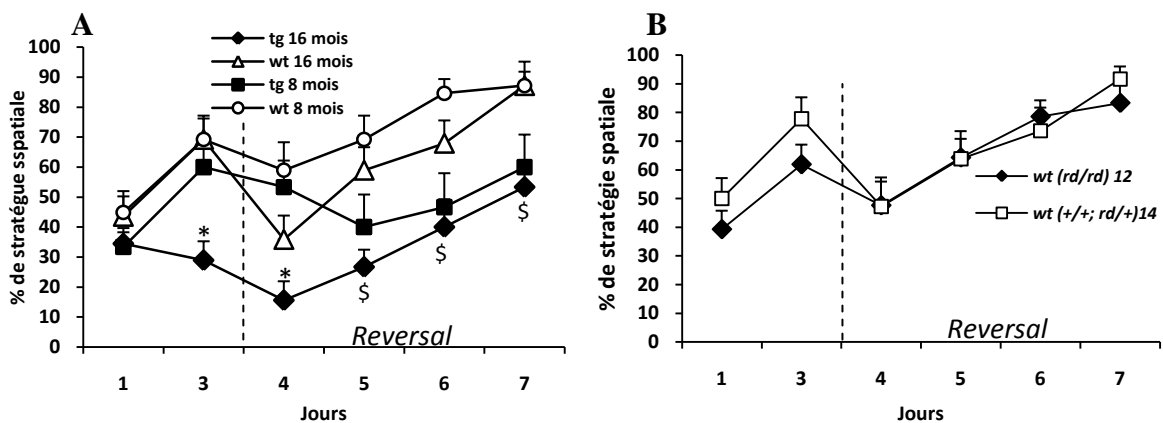 A
tg 16 mois
wt 16 mois
tg 8 mois
wt 8 mois
% de stratégue sspatiale
100
90
80
70
60
50
40
30
20
10
0
*
*
$
$
$
Reversal
1 3 4 5 6 7
Jours
B
% de stratégie spatiale
100
90
80
70
60
50
40
30
20
10
0
wt (rd/rd) 12
wt (+/+; rd/+)14
Reversal
1 3 4 5 6 7
Jours